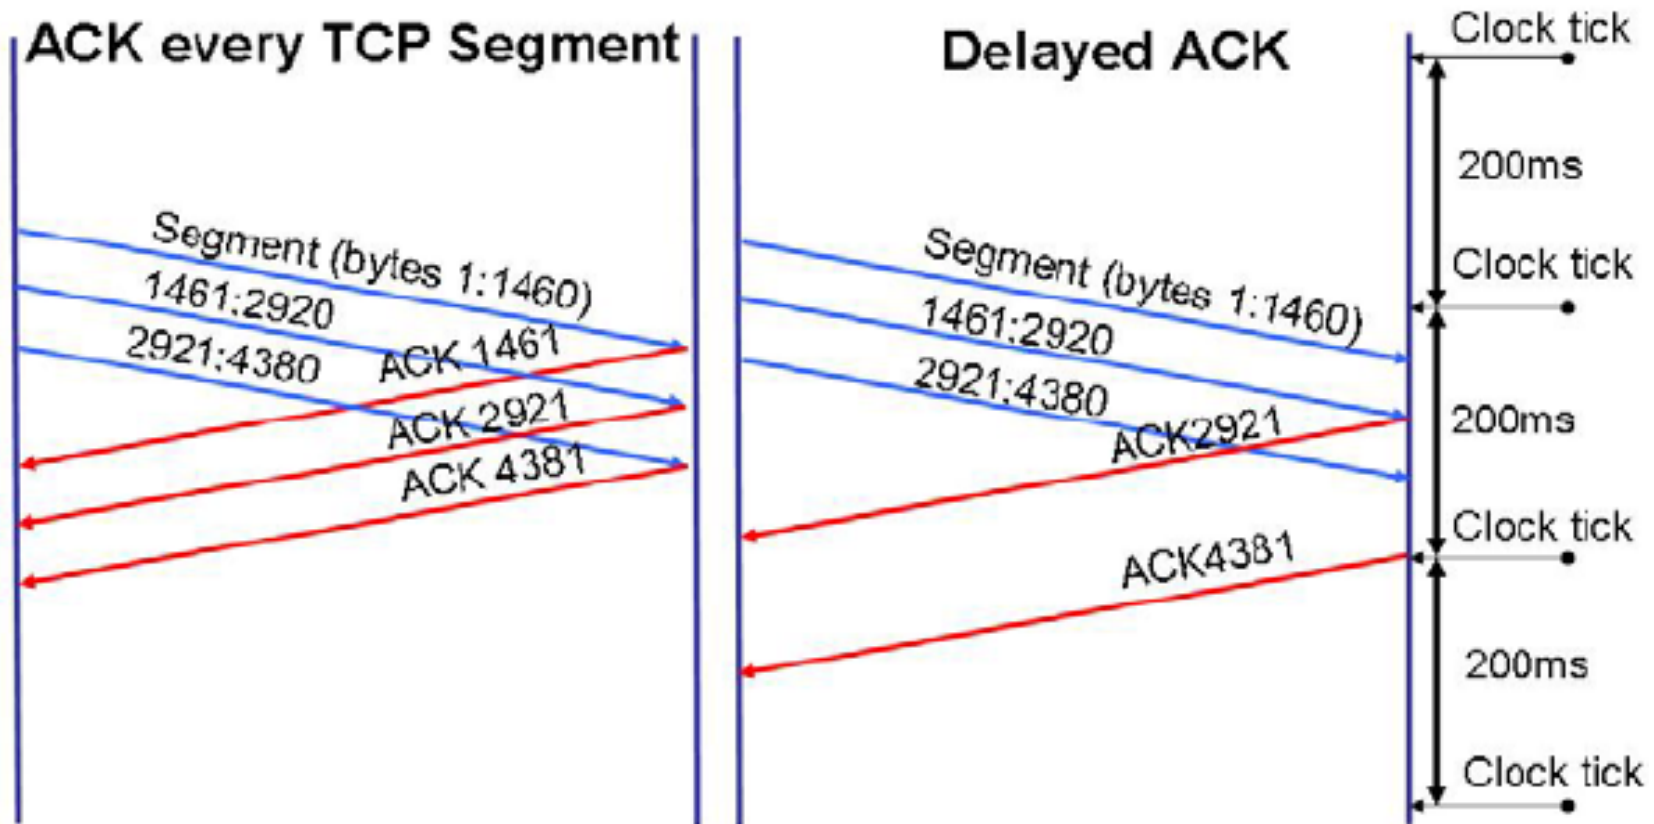 ACK every TCP Segment
Segment (bytes 1:1460)
1461:2920
2921:4380
ACK 1461
ACK 2921
ACK 4381
Delayed ACK
Segment (bytes 1:1460)
1461:2920
2921:4380
ACK2921
ACK4381
Clock tick
200ms
Clock tick
200ms
Clock tick
200ms
Clock tick